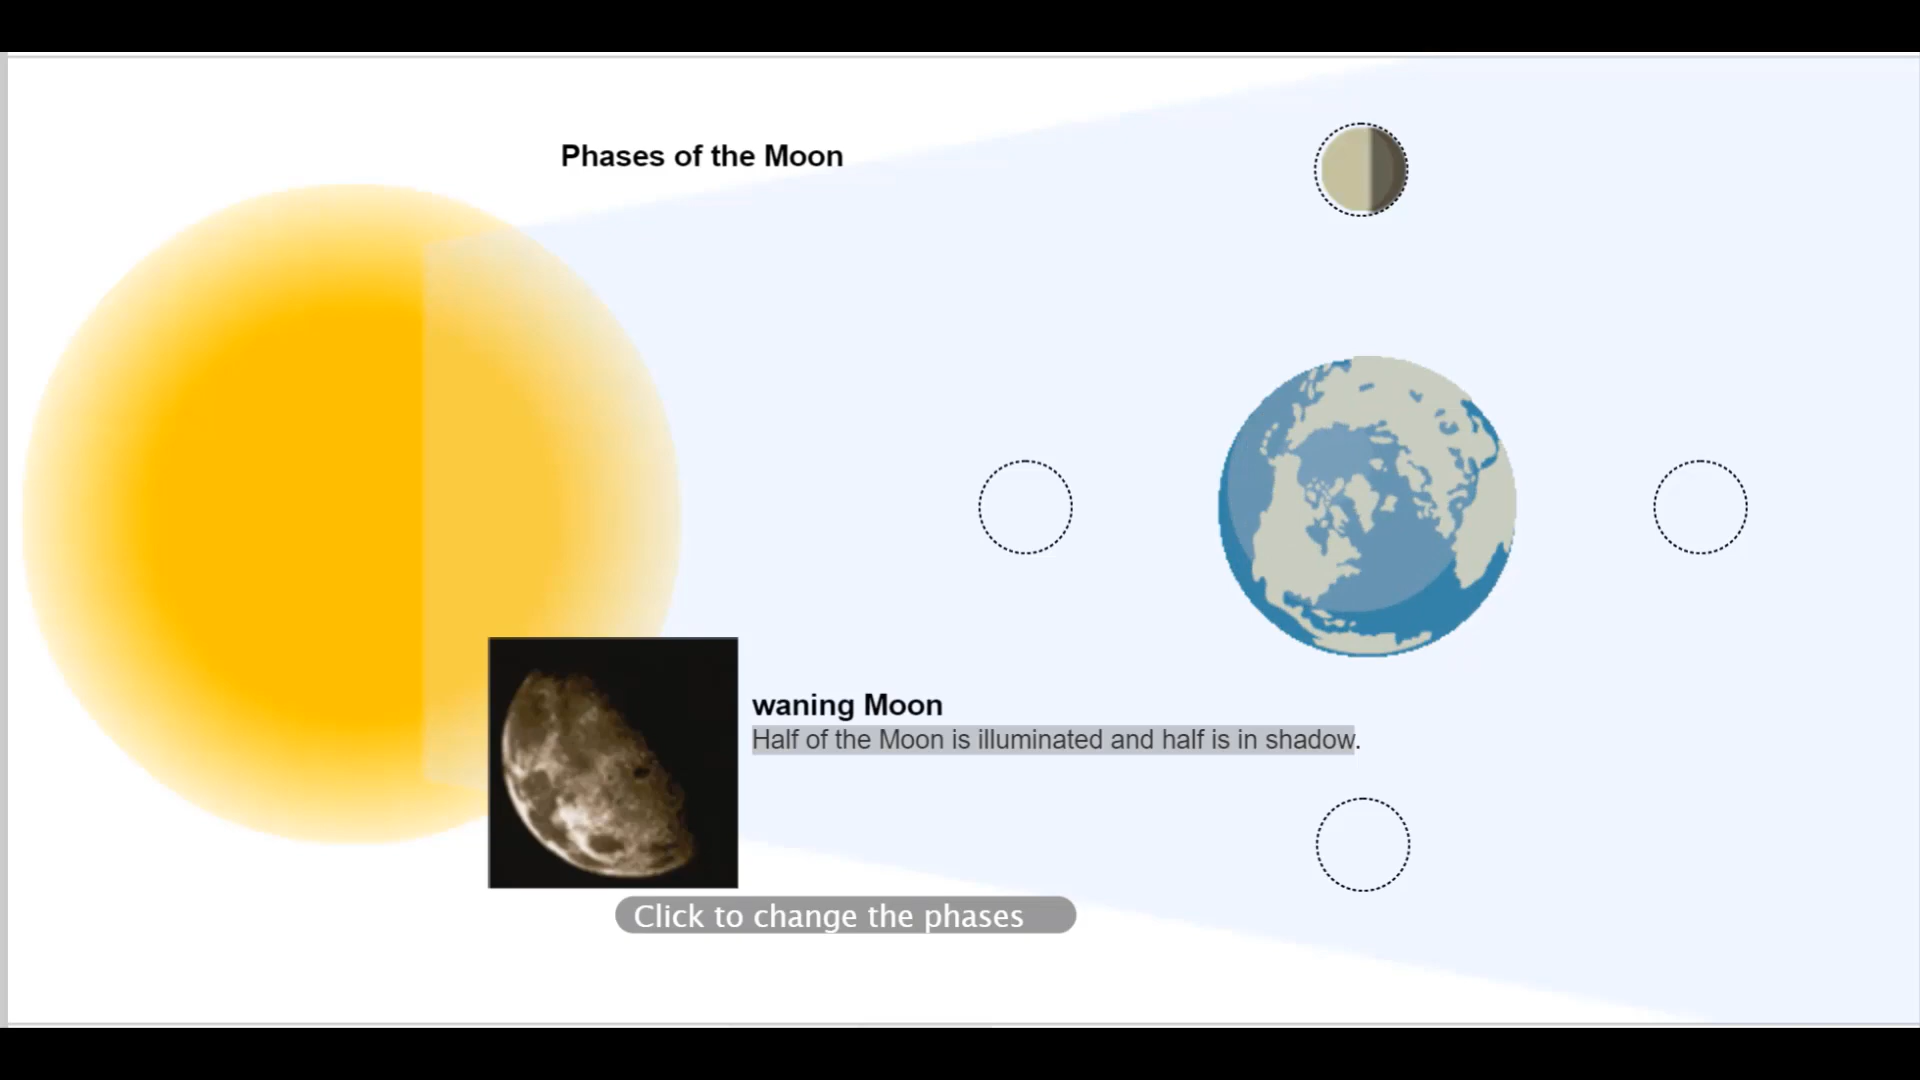 Phases of the Moon
waning Moon
Half of the Moon is illuminated and half is in shadow.
Click to change the phases